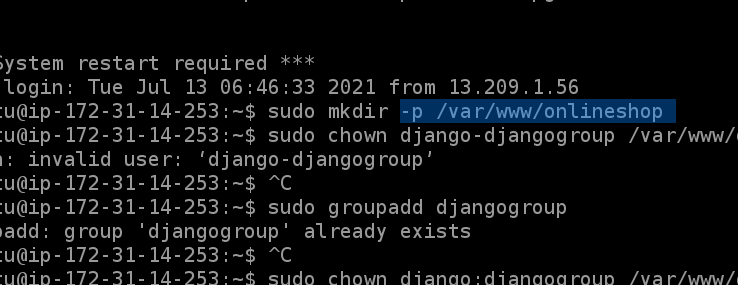 System restart required ***
login: Tue Jul 13 06:46:33 2021 from 13.209.1.56
tu@ip-172-31-14-253:~$ sudo mkdir -p /var/www/onlineshop
tu@ip-172-31-14-253:~$ sudo chown django-djangogroup /var/www/
: invalid user: ‘django-djangogroup’
tu@ip-172-31-14-253:~$ ^C
tu@ip-172-31-14-253:~$ sudo groupadd djangogroup
padd: group 'djangogroup' already exists
tu@ip-172-31-14-253:~$ ^C
tu@ip-172-31-14-253:~$ sudo chown django:djangogroup /var/www/